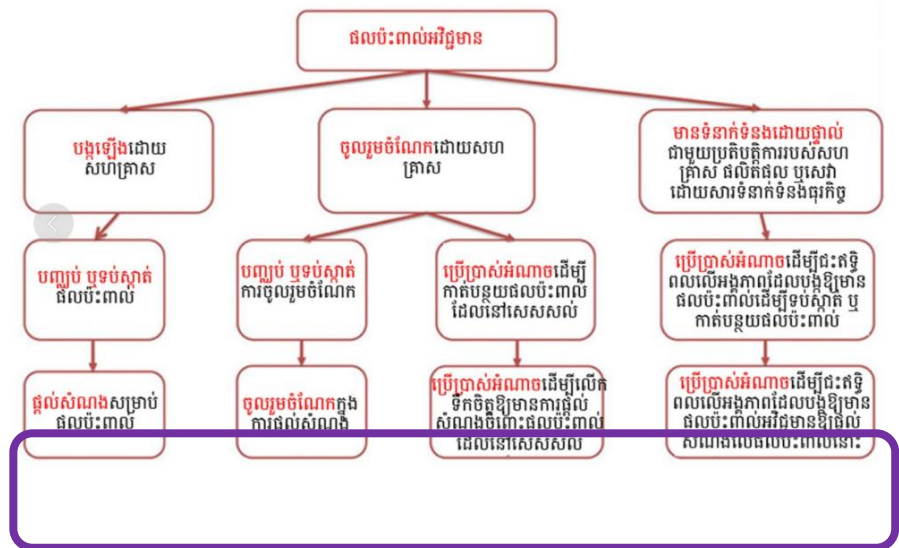 ផលប៉ះពាល់អវិជ្ជមាន
បង្កឡើងដោយ
សហគ្រាស
ចូលរួមចំណែកដោយសហ
គ្រាស
មានទំនាក់ទំនងដោយផ្ទាល់
ជាមួយប្រតិបត្តិការរបស់សហ
គ្រាស ផលិតផល ឬសេវា
ដោយសារទំនាក់ទំនងធុរកិច្ច
បញ្ឈប់ ឬទប់ស្កាត់
ផលប៉ះពាល់
បញ្ឈប់ ឬទប់ស្កាត់
ការចូលរួមចំណែក
ប្រើប្រាស់អំណាចដើម្បី
កាត់បន្ថយផលប៉ះពាល់
ដែលនៅសេសសល់
ប្រើប្រាស់អំណាចដើម្បីជះឥទ្ធិ
ពលលើអង្គភាពដែលបង្កឱ្យមាន
ផលប៉ះពាល់ដើម្បីទប់ស្កាត់ ឬ
កាត់បន្ថយផលប៉ះពាល់
ផ្តល់សំណងសម្រាប់
ផលប៉ះពាល់
ចូលរួមចំណែកក្នុង
ការផ្តល់សំណង
ប្រើប្រាស់អំណាចដើម្បីលើក
ទឹកចិត្តឱ្យមានការផ្តល់
សំណងចំពោះផលប៉ះពាល់
ដែលនៅសេសសល់
ប្រើប្រាស់អំណាចដើម្បីជះឥទ្ធិ
ពលលើអង្គភាពដែលបង្កឱ្យមាន
ផលប៉ះពាល់អវិជ្ជមានឱ្យផ្តល់
សំណងលើផលប៉ះពាល់នោះ